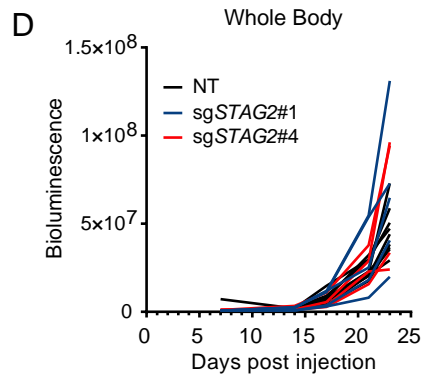 D
Whole Body
Bioluminescence
1.5×10⁸
1×10⁸
5×10⁷
0
NT
sgSTAG2#1
sgSTAG2#4
0 5 10 15 20 25
Days post injection